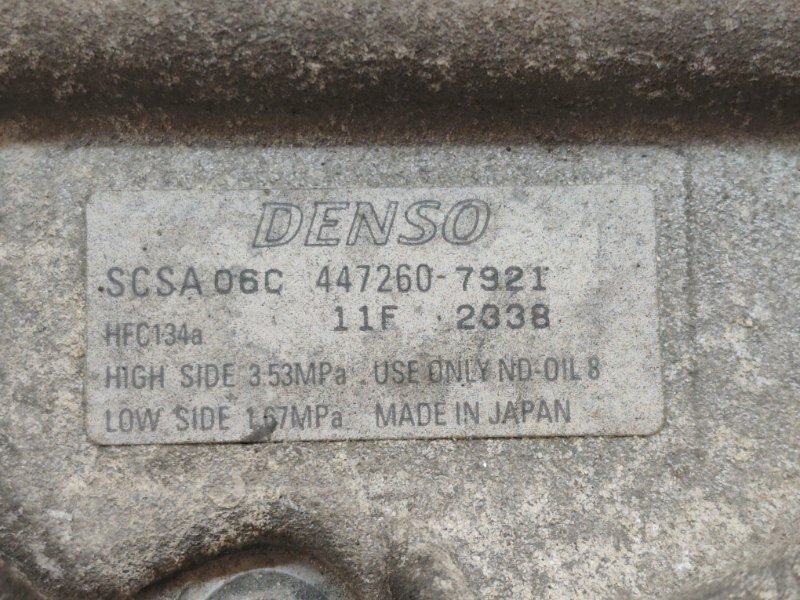 DENSO
SCSA06C 447260-7921
11F 2338
HFC134a
HIGH SIDE 3.53MPa USE ONLY ND-OIL 8
LOW SIDE 1.67MPa MADE IN JAPAN